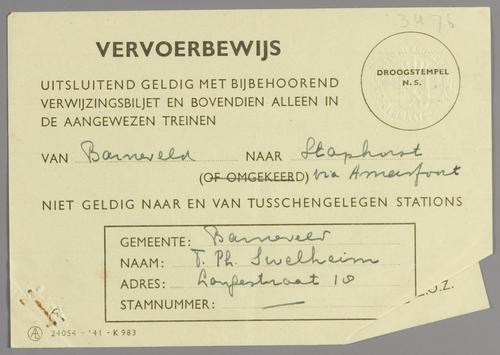 3476
VERVOERBEWIJS
DROOGSTEMPEL
N.S.
UITSLUITEND GELDIG MET BIJBEHOOREND
VERWIJZINGSBILJET EN BOVENDIEN ALLEEN IN
DE AANGEWEZEN TREINEN
VAN Barneveld NAAR Staphorst
(OF OMGEKEERD) via Amersfoort
NIET GELDIG NAAR EN VAN TUSSCHENGELEGEN STATIONS
GEMEENTE: Barneveld
NAAM: T. Ph. Swelheim
ADRES: Langestraat 10
STAMNUMMER: —
24054 - '41 - K 983